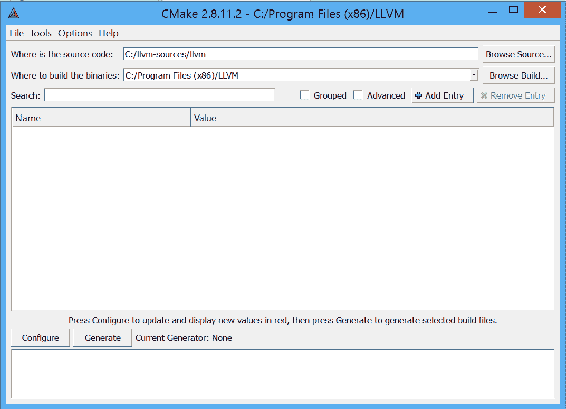 CMake 2.8.11.2 - C:/Program Files (x86)/LLVM
File Tools Options Help
Where is the source code: C:/llvm-sources/llvm Browse Source...
Where to build the binaries: C:/Program Files (x86)/LLVM Browse Build...
Search: Grouped Advanced Add Entry Remove Entry
Name Value
Press Configure to update and display new values in red, then press Generate to generate selected build files.
Configure Generate Current Generator: None